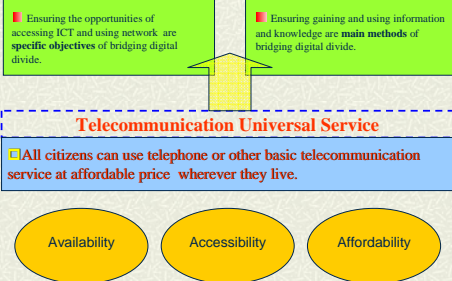 Ensuring the opportunities of
accessing ICT and using network are
specific objectives of bridging digital
divide.
Ensuring gaining and using information
and knowledge are main methods of
bridging digital divide.
Telecommunication Universal Service
All citizens can use telephone or other basic telecommunication
service at affordable price wherever they live.
Availability
Accessibility
Affordability